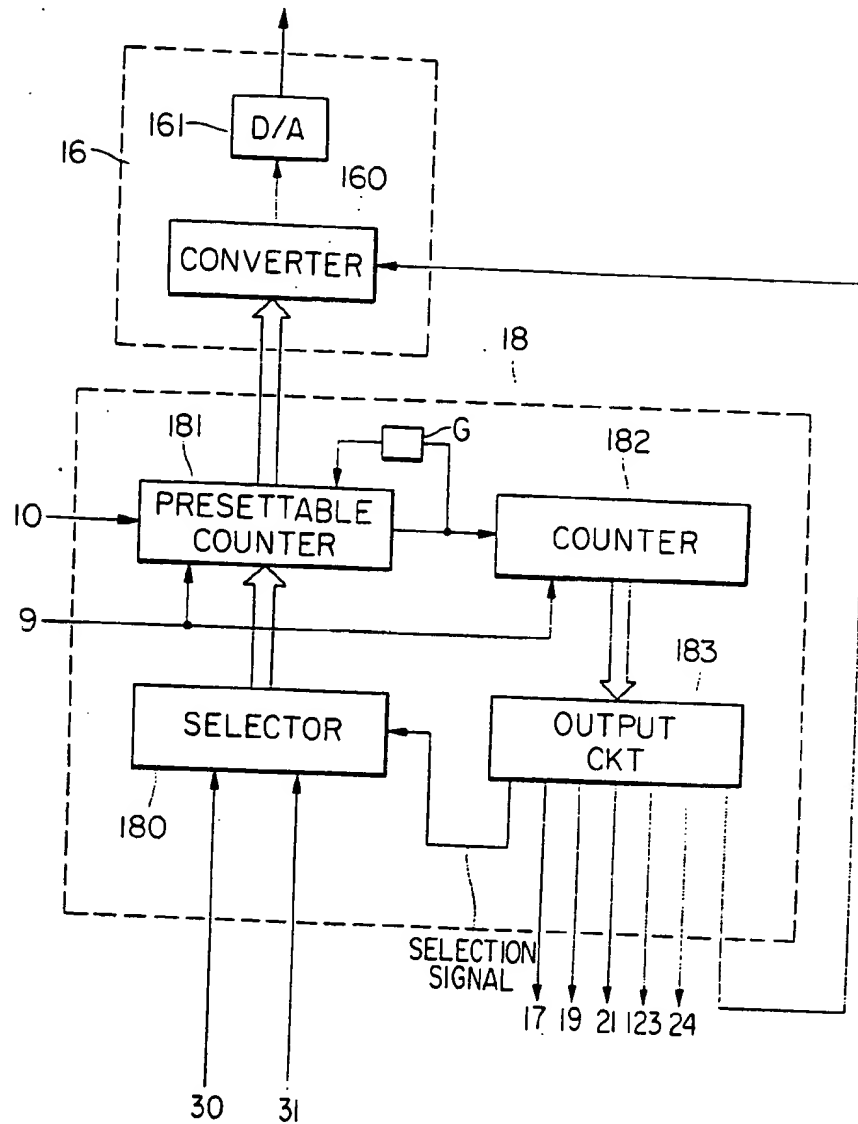 161
D/A
16
160
CONVERTER
18
181
G
182
10
PRESETTABLE
COUNTER
COUNTER
9
183
SELECTOR
OUTPUT
CKT
180
SELECTION
SIGNAL
17 19 21 123 24
30 31